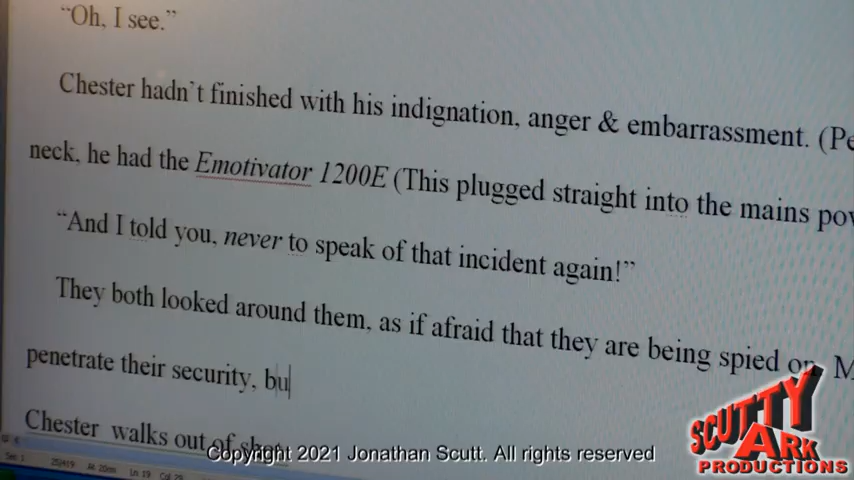 “Oh, I see.”
Chester hadn`t finished with his indignation, anger & embarrassment. (Pe
neck, he had the Emotivator 1200E (This plugged straight into the mains pov
“And I told you, never to speak of that incident again!”
They both looked around them, as if afraid that they are being spied on. M
penetrate their security, bu
Chester walks out of shop
Copyright 2021 Jonathan Scutt. All rights reserved
SCUTTY
ARK
PRODUCTIONS